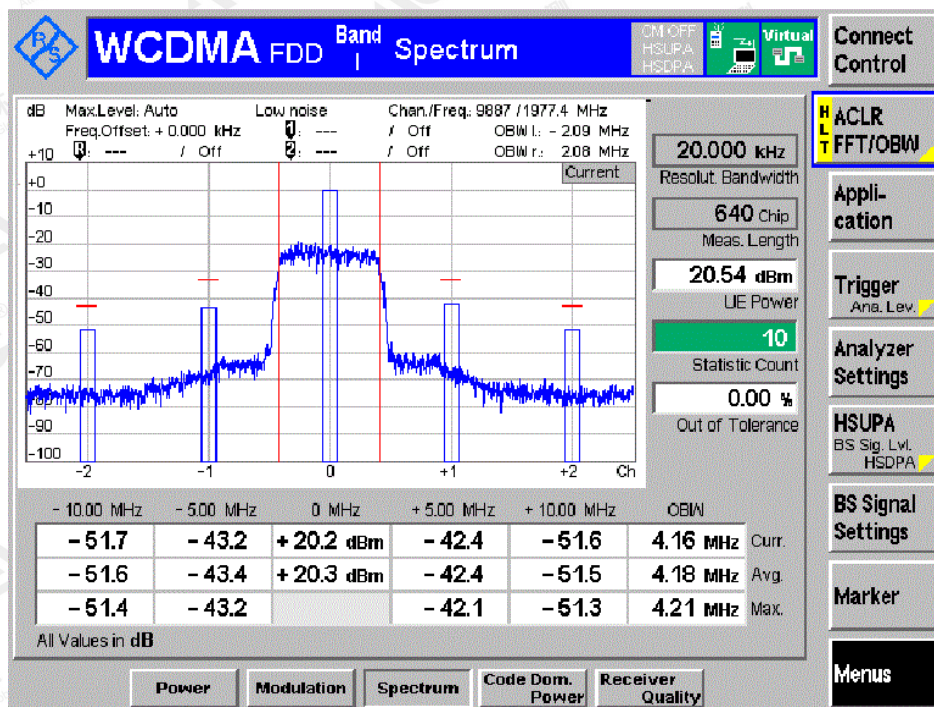 R&S
WCDMA FDD Band I Spectrum
CM OFF
HSUPA
HSDPA
Virtual
Connect Control
dB Max.Level: Auto Low noise Chan./Freq.: 9887 / 1977.4 MHz
Freq.Offset: + 0.000 kHz 1: --- / Off OBW l.: - 2.09 MHz
R: --- / Off 2: --- / Off OBW r.: 2.08 MHz
Current
+10
+0
-10
-20
-30
-40
-50
-60
-70
-80
-90
-100
-2 -1 0 +1 +2 Ch
20.000 kHz
Resolut. Bandwidth
640 Chip
Meas. Length
20.54 dBm
UE Power
10
Statistic Count
0.00 %
Out of Tolerance
- 10.00 MHz - 5.00 MHz 0 MHz + 5.00 MHz + 10.00 MHz OBW
- 51.7 - 43.2 + 20.2 dBm - 42.4 - 51.6 4.16 MHz Curr.
- 51.6 - 43.4 + 20.3 dBm - 42.4 - 51.5 4.18 MHz Avg.
- 51.4 - 43.2 - 42.1 - 51.3 4.21 MHz Max.
All Values in dB
HLT
ACLR
FFT/OBW
Appli-
cation
Trigger
Ana. Lev.
Analyzer
Settings
HSUPA
BS Sig. Lvl.
HSDPA
BS Signal
Settings
Marker
Menus
Power
Modulation
Spectrum
Code Dom.
Power
Receiver
Quality